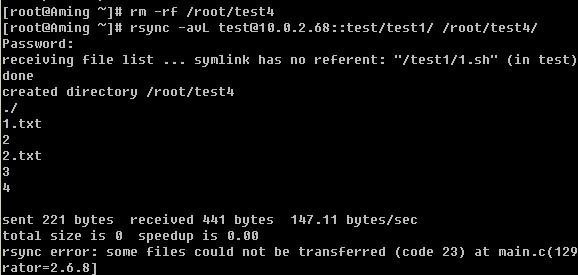 [root@Aming ~]# rm -rf /root/test4
[root@Aming ~]# rsync -avL test@10.0.2.68::test/test1/ /root/test4/
Password:
receiving file list ... symlink has no referent: "/test1/1.sh" (in test)
done
created directory /root/test4
./
1.txt
2
2.txt
3
4
sent 221 bytes  received 441 bytes  147.11 bytes/sec
total size is 0  speedup is 0.00
rsync error: some files could not be transferred (code 23) at main.c(129
rator=2.6.8]